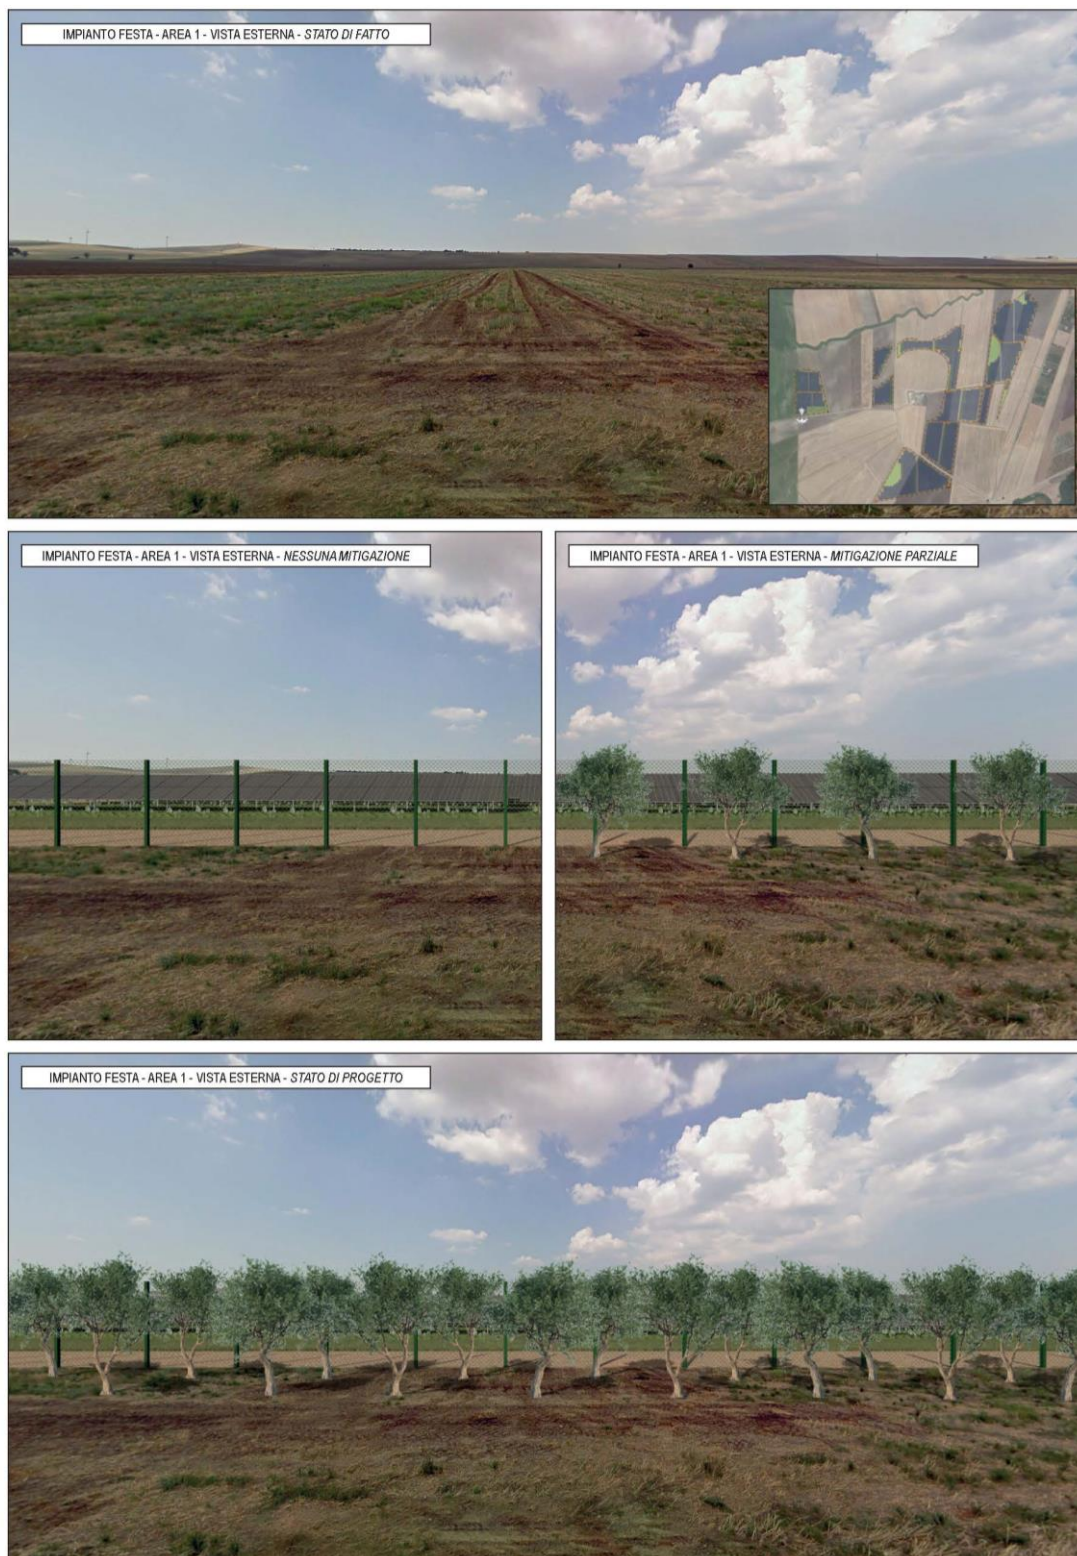 IMPIANTO FESTA - AREA 1 - VISTA ESTERNA - STATO DI FATTO
IMPIANTO FESTA - AREA 1 - VISTA ESTERNA - NESSUNA MITIGAZIONE
IMPIANTO FESTA - AREA 1 - VISTA ESTERNA - MITIGAZIONE PARZIALE
IMPIANTO FESTA - AREA 1 - VISTA ESTERNA - STATO DI PROGETTO